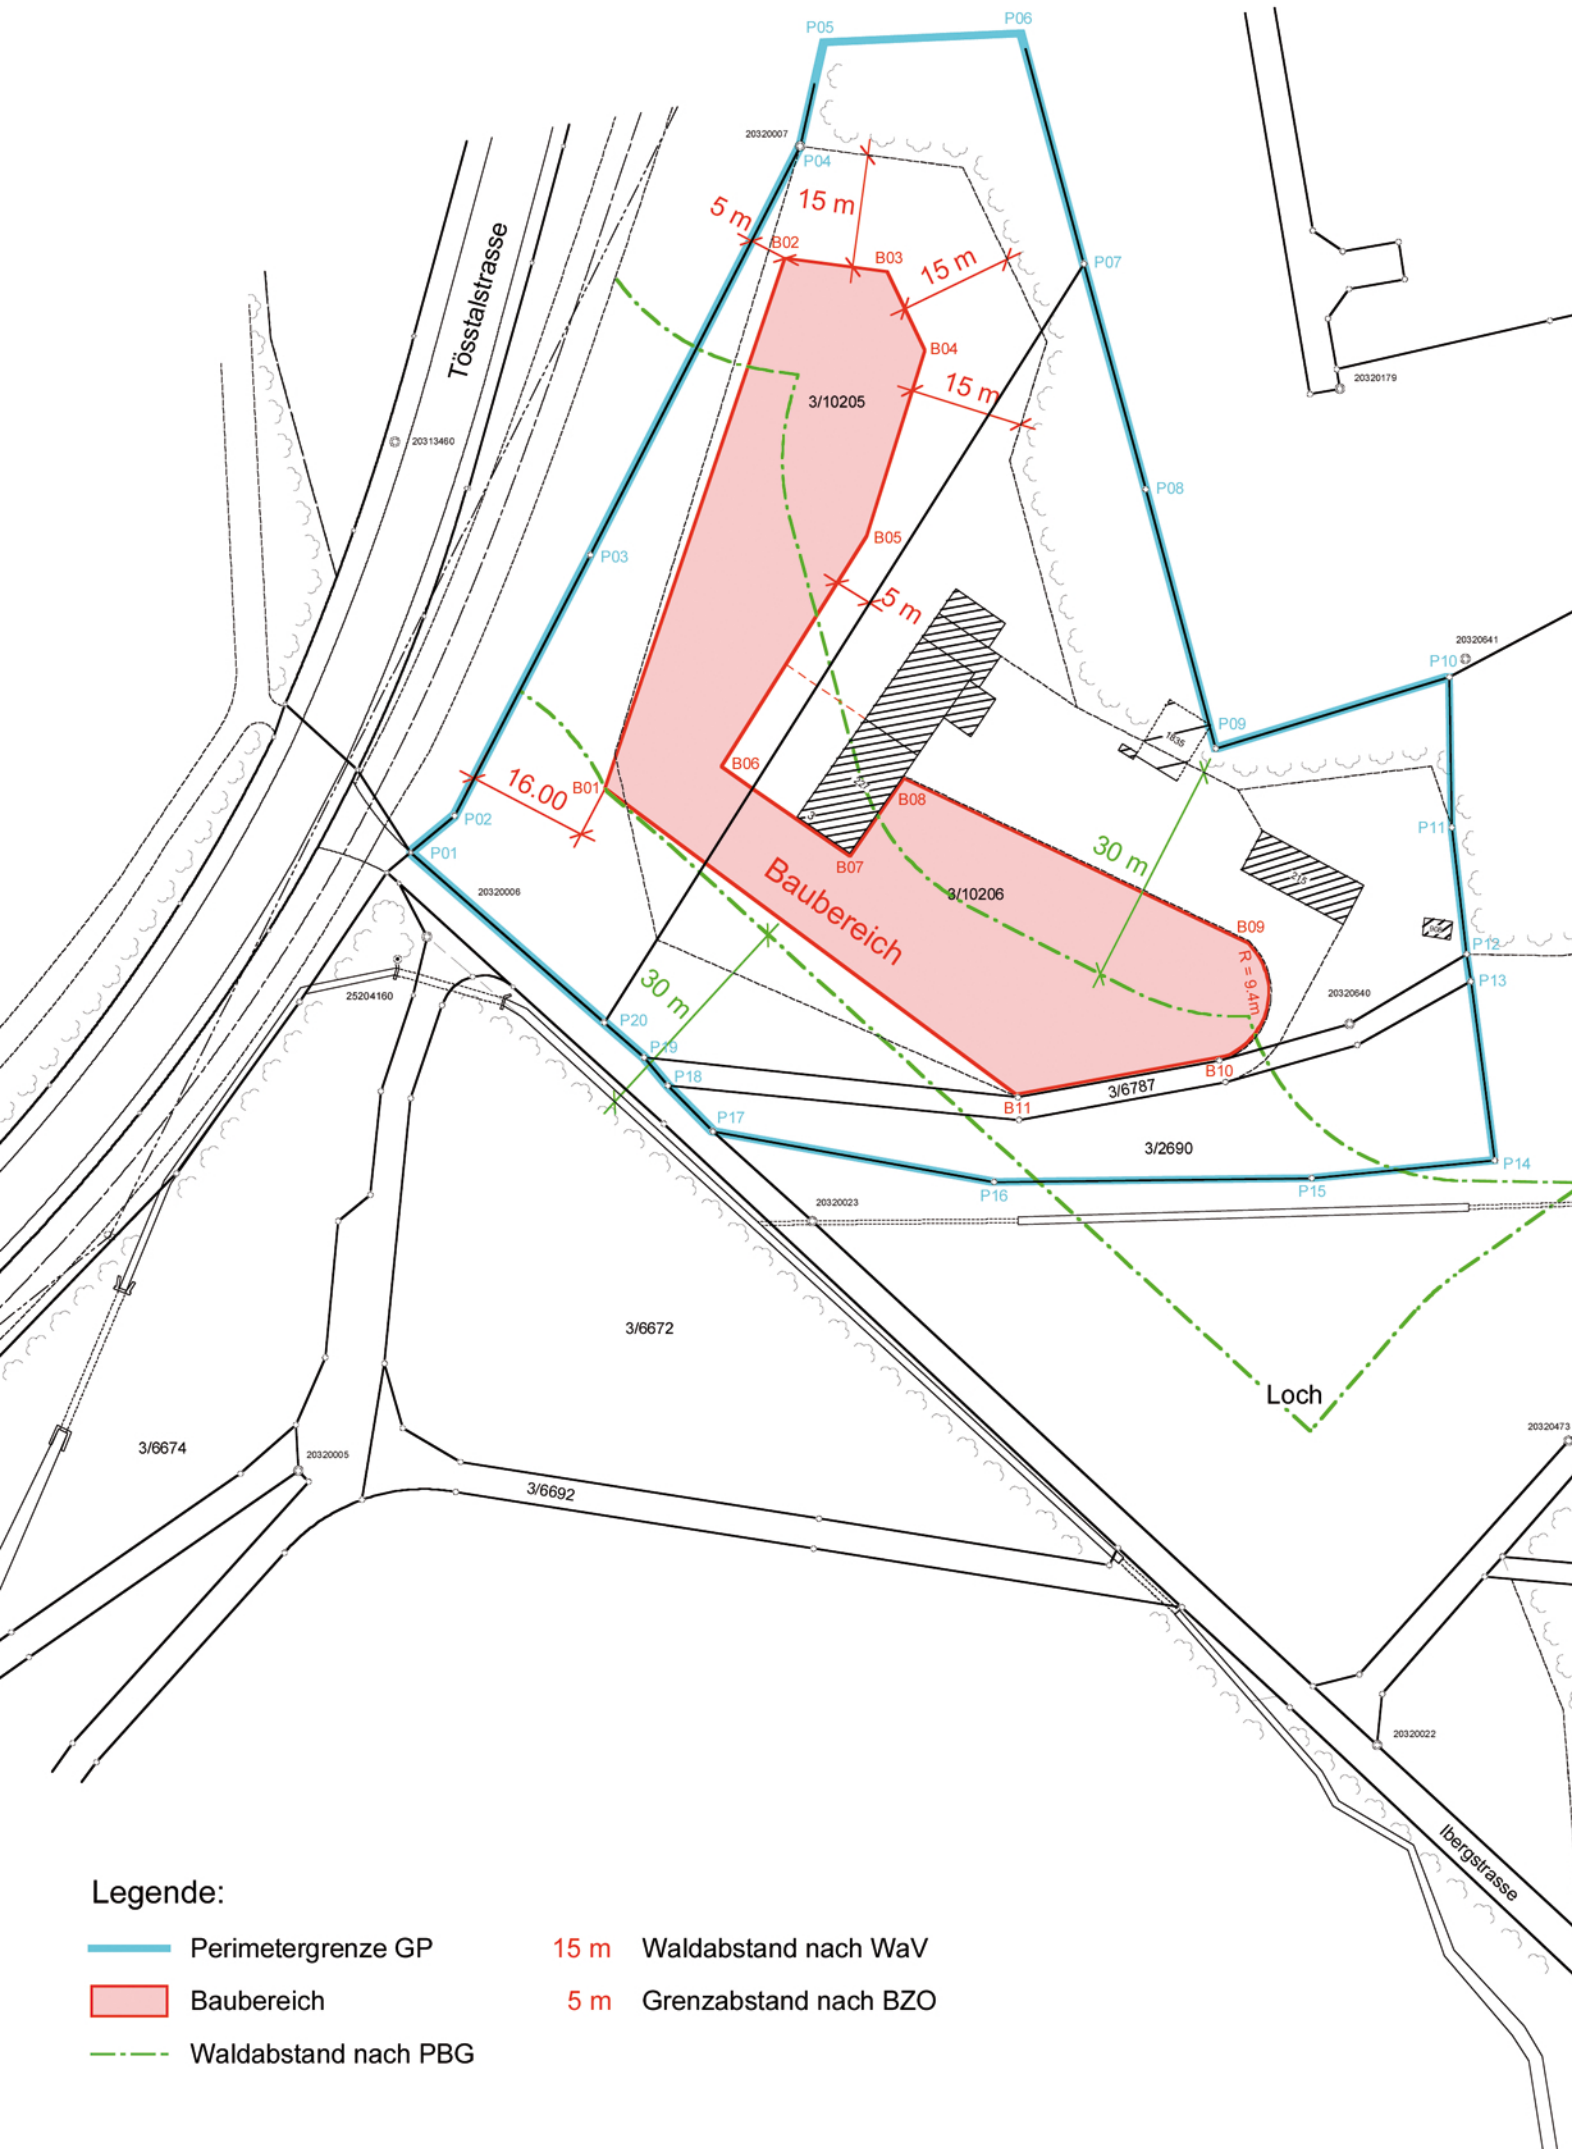 P05
P06
20320007
P04
5 m
15 m
B02
B03
15 m
P07
Tösstalstrasse
B04
15 m
20320179
3/10205
20313460
P08
B05
P03
5 m
20320641
P10
P09
1835
B06
16.00
B01
B08
P02
3
P11
30 m
P01
B07
215
20320006
Baubereich
3/10206
B09
P12
R = 9.4m
P13
30 m
25204160
20320640
P20
P19
P18
B10
3/6787
B11
P17
3/2690
P14
P16
P15
20320023
3/6672
Loch
20320473
3/6674
20320005
3/6692
20320022
Ibergstrasse
Legende:
Perimetergrenze GP
15 m Waldabstand nach WaV
Baubereich
5 m Grenzabstand nach BZO
Waldabstand nach PBG